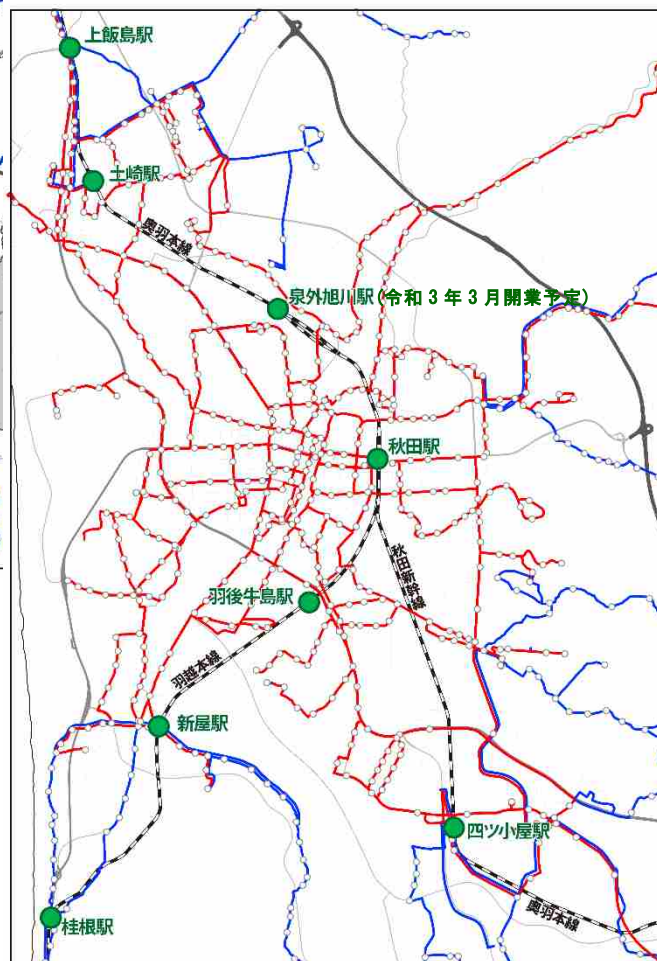 上飯島駅
土崎駅
奥羽本線
泉外旭川駅(令和3年3月開業予定)
秋田駅
秋田新幹線
羽後牛島駅
羽越本線
新屋駅
四ツ小屋駅
奥羽本線
桂根駅